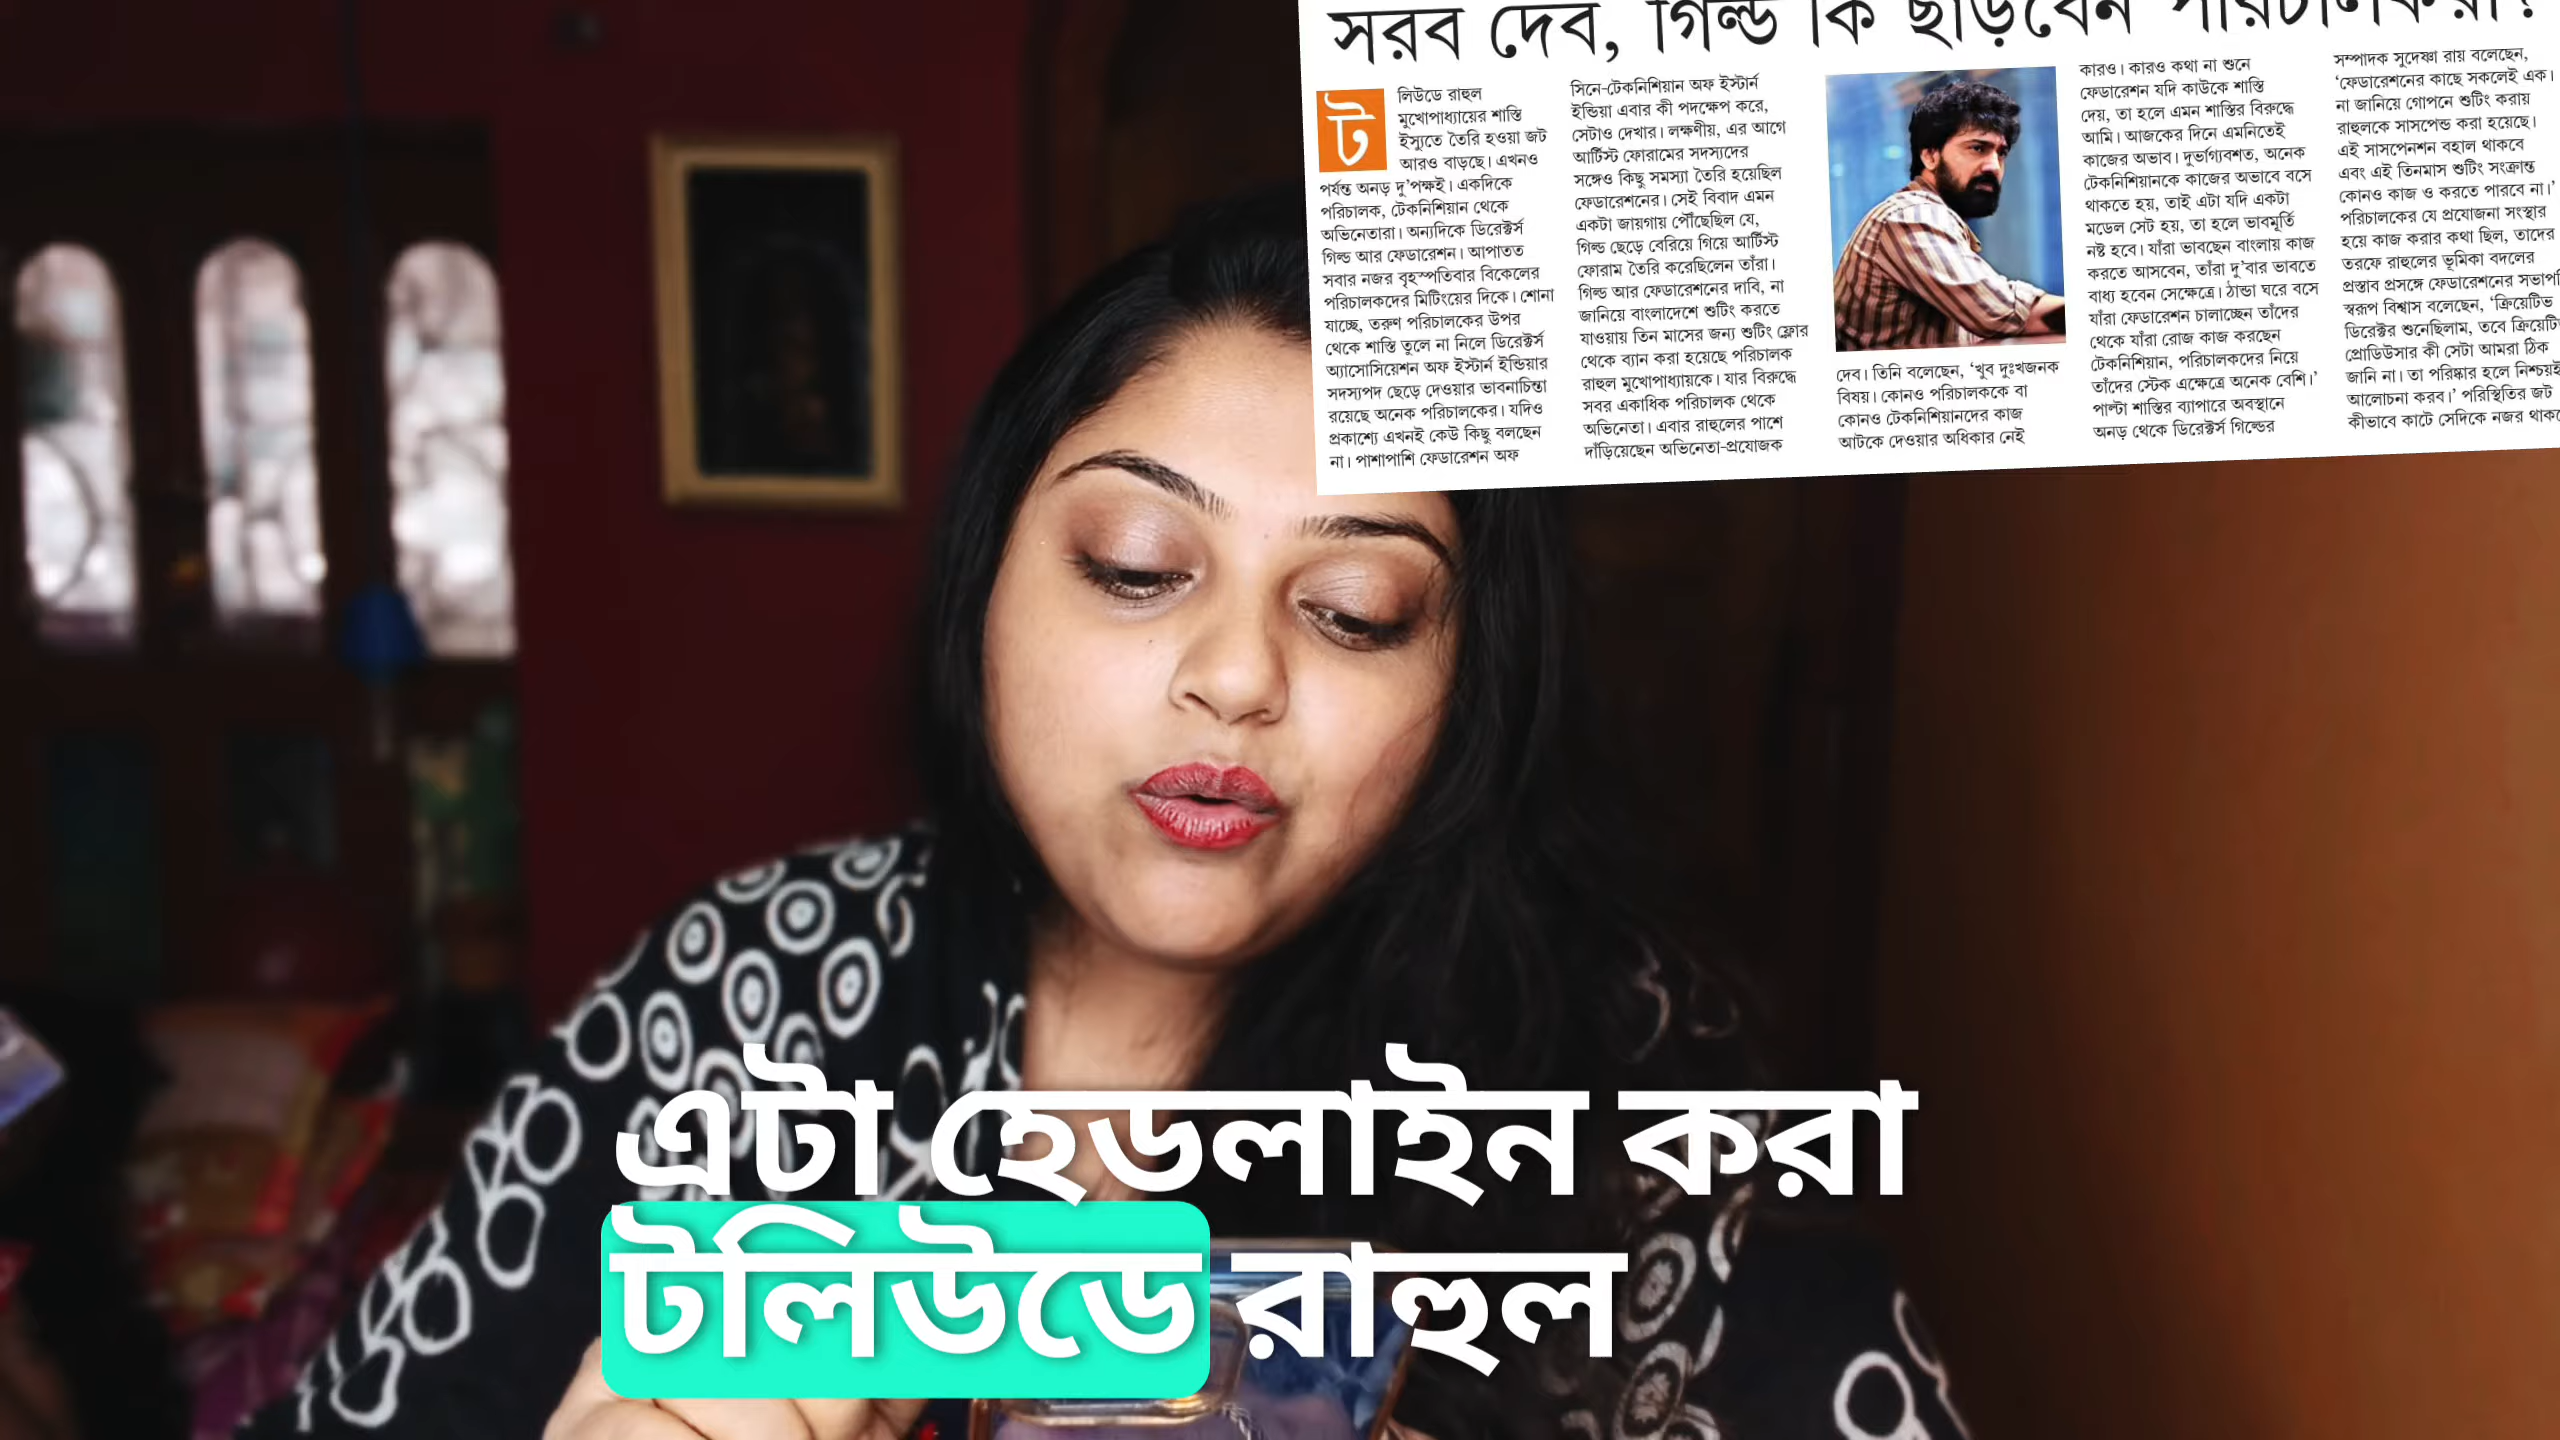 সরব দেব, গিল্ড কি ছাড়বেন পরিচালকরা?
টলিউডে রাহুল
মুখোপাধ্যায়ের শাস্তি
ইস্যুতে তৈরি হওয়া জট
আরও বাড়ছে। এখনও
পর্যন্ত অনড় দু'পক্ষই। একদিকে
পরিচালক, টেকনিশিয়ান থেকে
অভিনেতারা। অন্যদিকে ডিরেক্টর্স
গিল্ড আর ফেডারেশন। আপাতত
সবার নজর বৃহস্পতিবার বিকেলের
পরিচালকদের মিটিংয়ের দিকে। শোনা
যাচ্ছে, তরুণ পরিচালকের উপর
থেকে শাস্তি তুলে না নিলে ডিরেক্টর্স
অ্যাসোসিয়েশন অফ ইস্টার্ন ইন্ডিয়ার
সদস্যপদ ছেড়ে দেওয়ার ভাবনাচিন্তা
রয়েছে অনেক পরিচালকের। যদিও
প্রকাশ্যে এখনই কেউ কিছু বলছেন
না। পাশাপাশি ফেডারেশন অফ
সিনে-টেকনিশিয়ান অফ ইস্টার্ন
ইন্ডিয়া এবার কী পদক্ষেপ করে,
সেটাও দেখার। লক্ষণীয়, এর আগে
আর্টিস্ট ফোরামের সদস্যদের
সঙ্গেও কিছু সমস্যা তৈরি হয়েছিল
ফেডারেশনের। সেই বিবাদ এমন
একটা জায়গায় পৌঁছেছিল যে,
গিল্ড ছেড়ে বেরিয়ে গিয়ে আর্টিস্ট
ফোরাম তৈরি করেছিলেন তাঁরা।
গিল্ড আর ফেডারেশনের দাবি, না
জানিয়ে বাংলাদেশে শুটিং করতে
যাওয়ায় তিন মাসের জন্য শুটিং ফ্লোর
থেকে ব্যান করা হয়েছে পরিচালক
রাহুল মুখোপাধ্যায়কে। যার বিরুদ্ধে
সবর একাধিক পরিচালক থেকে
অভিনেতা। এবার রাহুলের পাশে
দাঁড়িয়েছেন অভিনেতা-প্রযোজক
দেব। তিনি বলেছেন, 'খুব দুঃখজনক
বিষয়। কোনও পরিচালককে বা
কোনও টেকনিশিয়ানদের কাজ
আটকে দেওয়ার অধিকার নেই
কারও। কারও কথা না শুনে
ফেডারেশন যদি কাউকে শাস্তি
দেয়, তা হলে এমন শাস্তির বিরুদ্ধে
আমি। আজকের দিনে এমনিতেই
কাজের অভাব। দুর্ভাগ্যবশত, অনেক
টেকনিশিয়ানকে কাজের অভাবে বসে
থাকতে হয়, তাই এটা যদি একটা
মডেল সেট হয়, তা হলে ভাবমূর্তি
নষ্ট হবে। যাঁরা ভাবছেন বাংলায় কাজ
করতে আসবেন, তাঁরা দু'বার ভাবতে
বাধ্য হবেন সেক্ষেত্রে। ঠান্ডা ঘরে বসে
যাঁরা ফেডারেশন চালাচ্ছেন তাঁদের
থেকে যাঁরা রোজ কাজ করছেন
টেকনিশিয়ান, পরিচালকদের নিয়ে
তাঁদের স্টেক এক্ষেত্রে অনেক বেশি।'
পাল্টা শাস্তির ব্যাপারে অবস্থানে
অনড় থেকে ডিরেক্টর্স গিল্ডের
সম্পাদক সুদেষ্ণা রায় বলেছেন,
'ফেডারেশনের কাছে সকলেই এক।
না জানিয়ে গোপনে শুটিং করায়
রাহুলকে সাসপেন্ড করা হয়েছে।
এই সাসপেনশন বহাল থাকবে
এবং এই তিনমাস শুটিং সংক্রান্ত
কোনও কাজ ও করতে পারবে না।'
পরিচালকের যে প্রযোজনা সংস্থার
হয়ে কাজ করার কথা ছিল, তাদের
তরফে রাহুলের ভূমিকা বদলের
প্রস্তাব প্রসঙ্গে ফেডারেশনের সভাপতি
স্বরূপ বিশ্বাস বলেছেন, 'ক্রিয়েটিভ
ডিরেক্টর শুনেছিলাম, তবে ক্রিয়েটিভ
প্রোডিউসার কী সেটা আমরা ঠিক
জানি না। তা পরিষ্কার হলে নিশ্চয়ই
আলোচনা করব।' পরিস্থিতির জট
কীভাবে কাটে সেদিকে নজর
এটা হেডলাইন করা
টলিউডে রাহুল